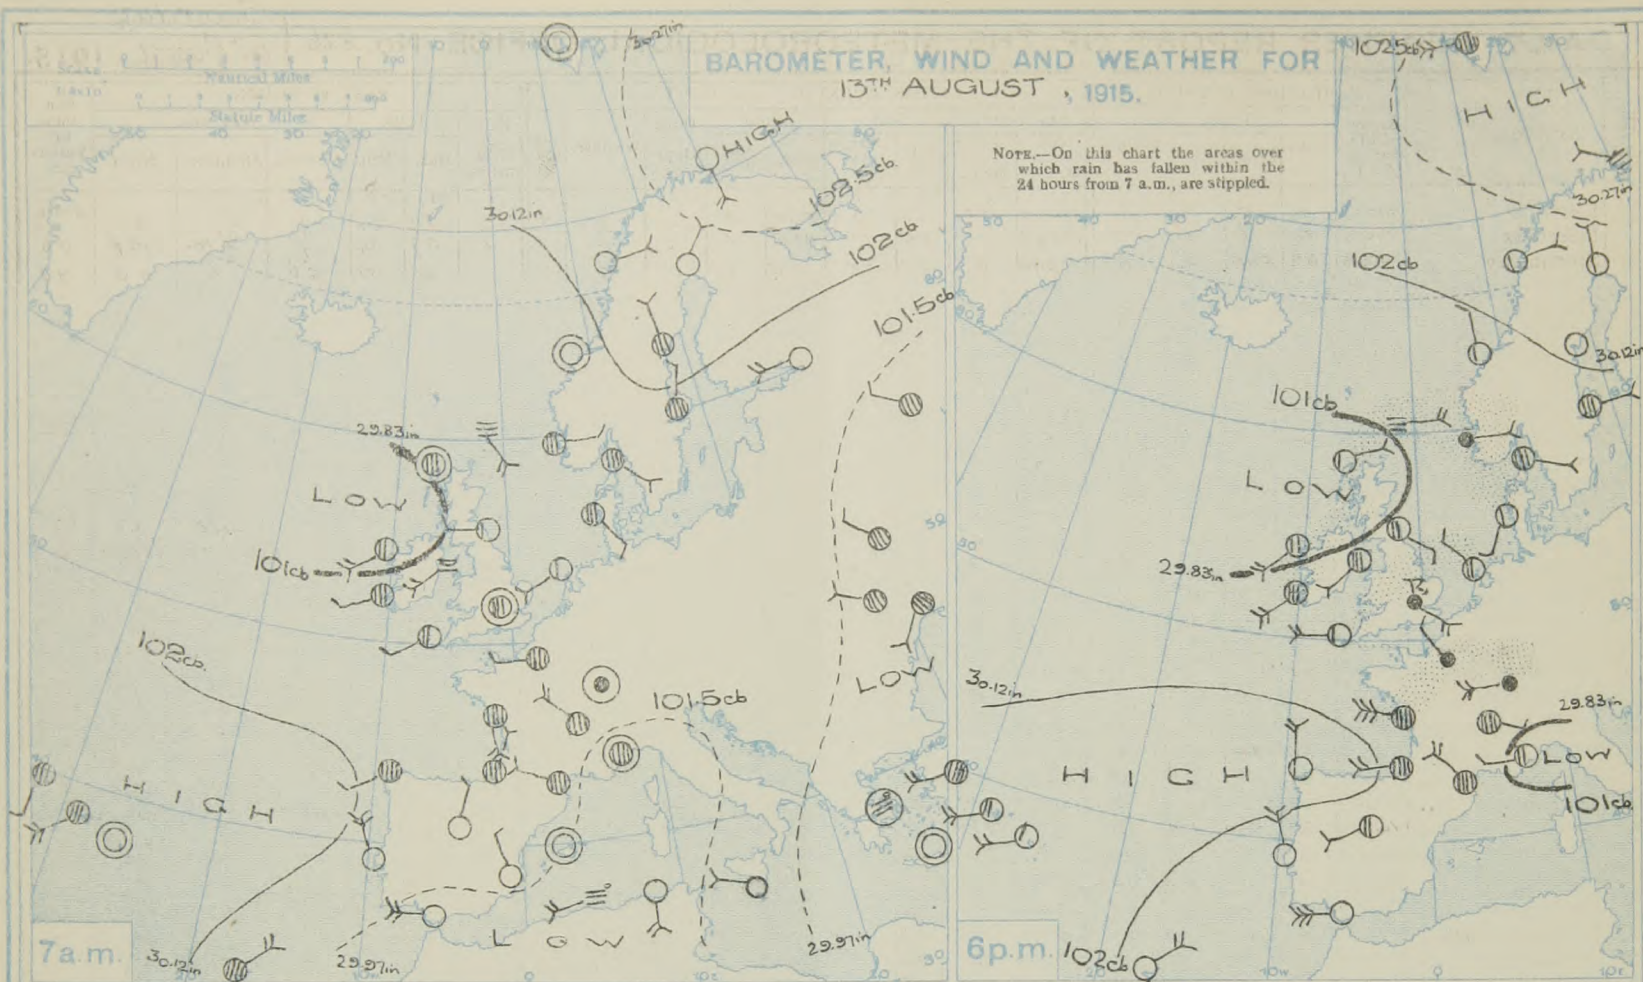 BAROMETER, WIND AND WEATHER FOR
13TH AUGUST, 1915.
NOTE.—On this chart the areas over
which rain has fallen within the
24 hours from 7 a.m., are stippled.
Nautical Miles
Statute Miles
30.27in
HIGH
102.5cb.
30.12in
102cb
101.5cb
29.83in
LOW
101cb
102cb.
HIGH
101.5cb
LOW
LOW
30.12in
29.97in
29.97in
7a.m.
102.5cb
HIGH
30.27in
102cb
30.12in
101cb
LOW
29.83in
R
30.12in
29.83in
HIGH
LOW
101cb
102cb
6p.m.